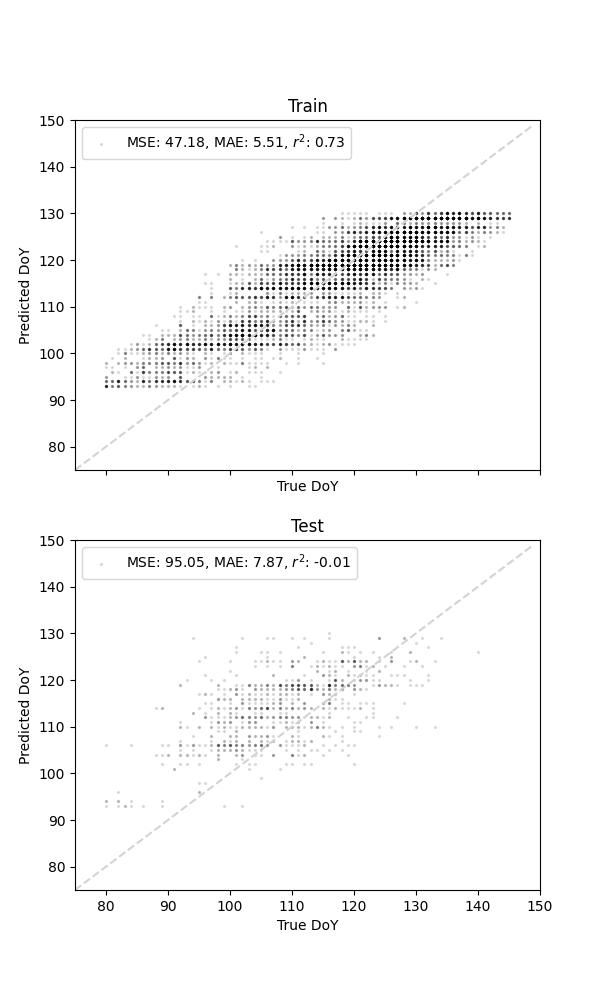 Train
MSE: 47.18, MAE: 5.51, r²: 0.73
150
140
130
120
110
100
90
80
Predicted DoY
True DoY
Test
MSE: 95.05, MAE: 7.87, r²: -0.01
150
140
130
120
110
100
90
80
Predicted DoY
80 90 100 110 120 130 140 150
True DoY